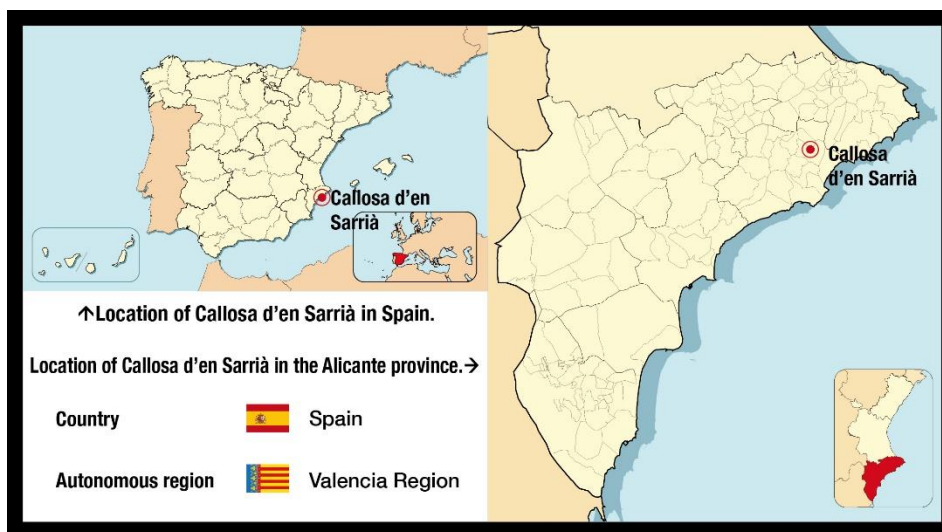 Callosa d’en
Sarrià
↑Location of Callosa d’en Sarrià in Spain.
Location of Callosa d’en Sarrià in the Alicante province.→
Country Spain
Autonomous region Valencia Region
Callosa
d’en Sarrià